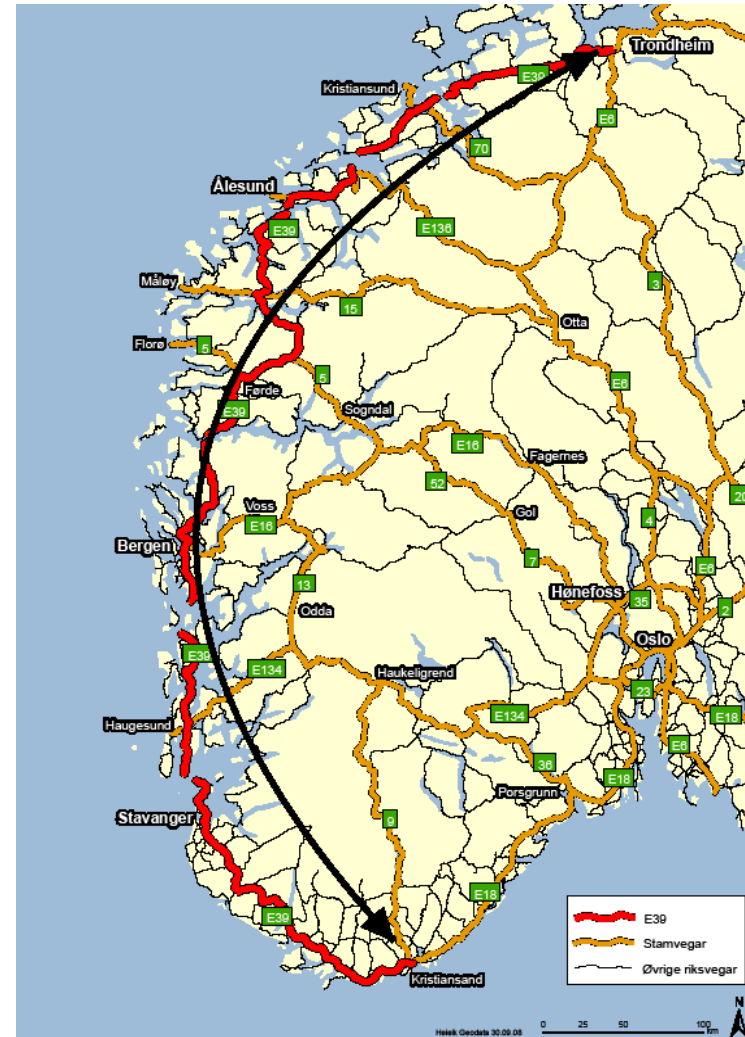 Trondheim
E39
Kristiansund
E6
70
Ålesund
E39
E136
3
Måløy
15
Otta
Florø
5
5
E6
Førde
E39
Sogndal
E16
Fagernes
52
20
Voss
4
E16
Gol
Bergen
7
E6
13
Hønefoss
35
2
Odda
Oslo
E39
E134
Haukeligrend
23
E134
E18
Haugesund
E6
36
E18
Porsgrunn
Stavanger
9
E18
E39
Kristiansand
E39
Stamvegar
Øvrige riksvegar
N
0 25 50 100
km
Geodata 30.09.08